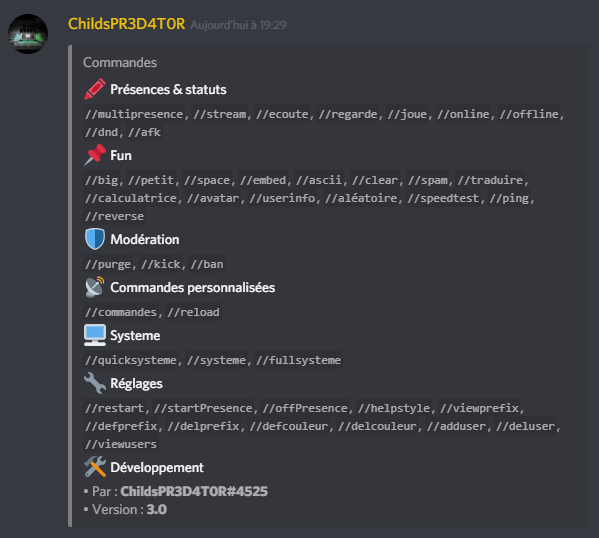 ChildsPR3D4T0R Aujourd'hui à 19:29
Commandes
Présences & statuts
//multipresence, //stream, //ecoute, //regarde, //joue, //online, //offline,
//dnd, //afk
Fun
//big, //petit, //space, //embed, //ascii, //clear, //spam, //traduire,
//calculatrice, //avatar, //userinfo, //aléatoire, //speedtest, //ping,
//reverse
Modération
//purge, //kick, //ban
Commandes personnalisées
//commandes, //reload
Systeme
//quicksysteme, //systeme, //fullsysteme
Réglages
//restart, //startPresence, //offPresence, //helpstyle, //viewprefix,
//defprefix, //delprefix, //defcouleur, //delcouleur, //adduser, //deluser,
//viewusers
Développement
• Par : ChildsPR3D4T0R#4525
• Version : 3.0